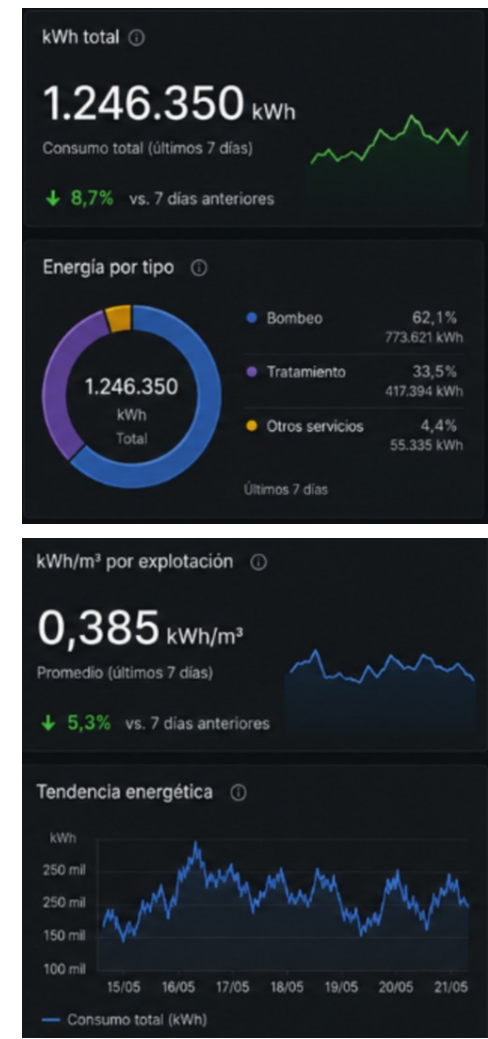 kWh total
1.246.350 kWh
Consumo total (últimos 7 días)
↓ 8,7% vs. 7 días anteriores
Energía por tipo
1.246.350
kWh
Total
Bombeo 62,1%
773.621 kWh
Tratamiento 33,5%
417.394 kWh
Otros servicios 4,4%
55.335 kWh
Últimos 7 días
kWh/m³ por explotación
0,385 kWh/m³
Promedio (últimos 7 días)
↓ 5,3% vs. 7 días anteriores
Tendencia energética
kWh
250 mil
250 mil
150 mil
100 mil
15/05 16/05 17/05 18/05 19/05 20/05 21/05
Consumo total (kWh)